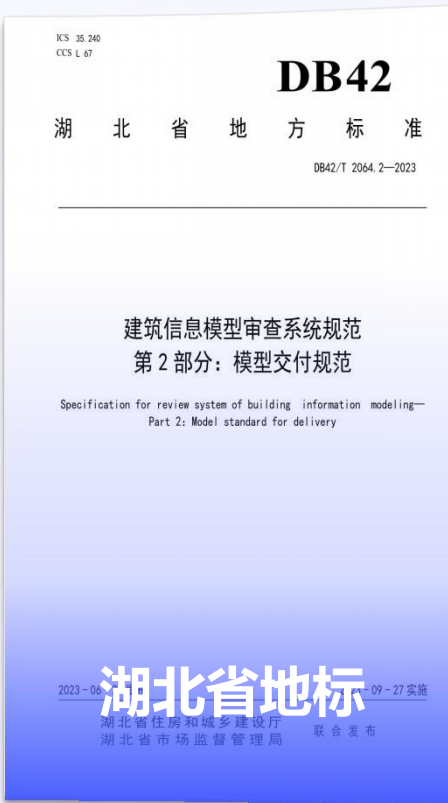 ICS 35.240
CCS L 67
DB42
湖北省地方标准
DB42/T 2064.2—2023
建筑信息模型审查系统规范
第 2 部分：模型交付规范
Specification for review system of building information modeling—
Part 2: Model standard for delivery
2023-06
-09-27 实施
湖北省地标
湖北省住房和城乡建设厅
湖北省市场监督管理局
联合发布